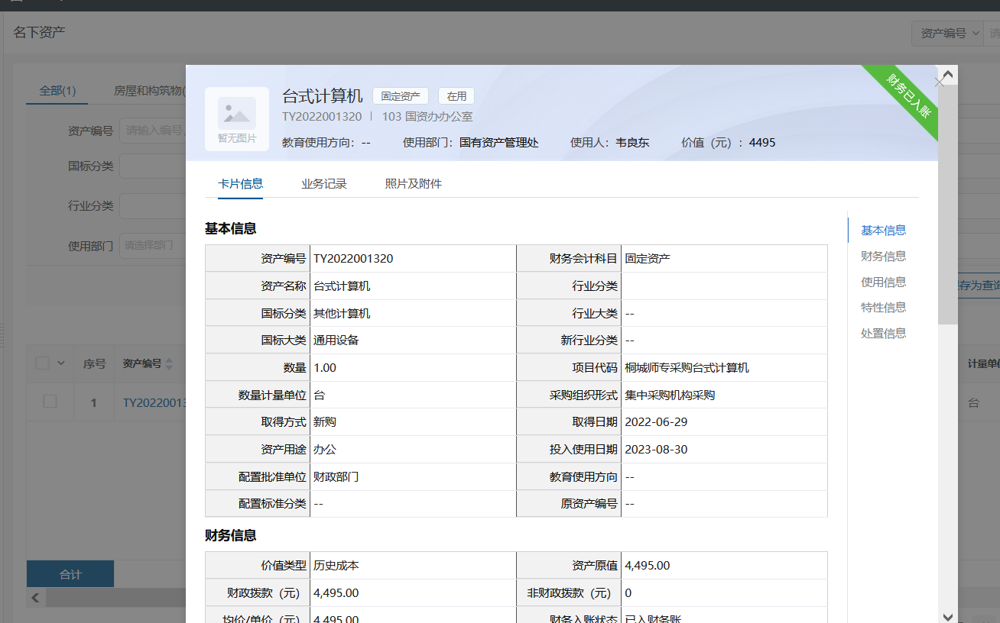 名下资产
资产编号
全部(1) 房屋和构筑物(
资产编号 请输入编号,
国标分类
行业分类
使用部门 请选择部门
存为查询
序号 资产编号
1 TY20220013
计量单位
台
合计
暂无图片
台式计算机 固定资产 在用
TY2022001320 | 103 国资办办公室
教育使用方向: -- 使用部门: 国有资产管理处 使用人: 韦良东 价值（元）: 4495
财务已入账
卡片信息 业务记录 照片及附件
基本信息
资产编号 TY2022001320 财务会计科目 固定资产
资产名称 台式计算机 行业分类
国标分类 其他计算机 行业大类 --
国标大类 通用设备 新行业分类 --
数量 1.00 项目代码 桐城师专采购台式计算机
数量计量单位 台 采购组织形式 集中采购机构采购
取得方式 新购 取得日期 2022-06-29
资产用途 办公 投入使用日期 2023-08-30
配置批准单位 财政部门 教育使用方向 --
配置标准分类 -- 原资产编号 --
财务信息
价值类型 历史成本 资产原值 4,495.00
财政拨款（元） 4,495.00 非财政拨款（元） 0
均价/单价（元） 4,495.00 财务入账状态 已入财务账
基本信息
财务信息
使用信息
特性信息
处置信息